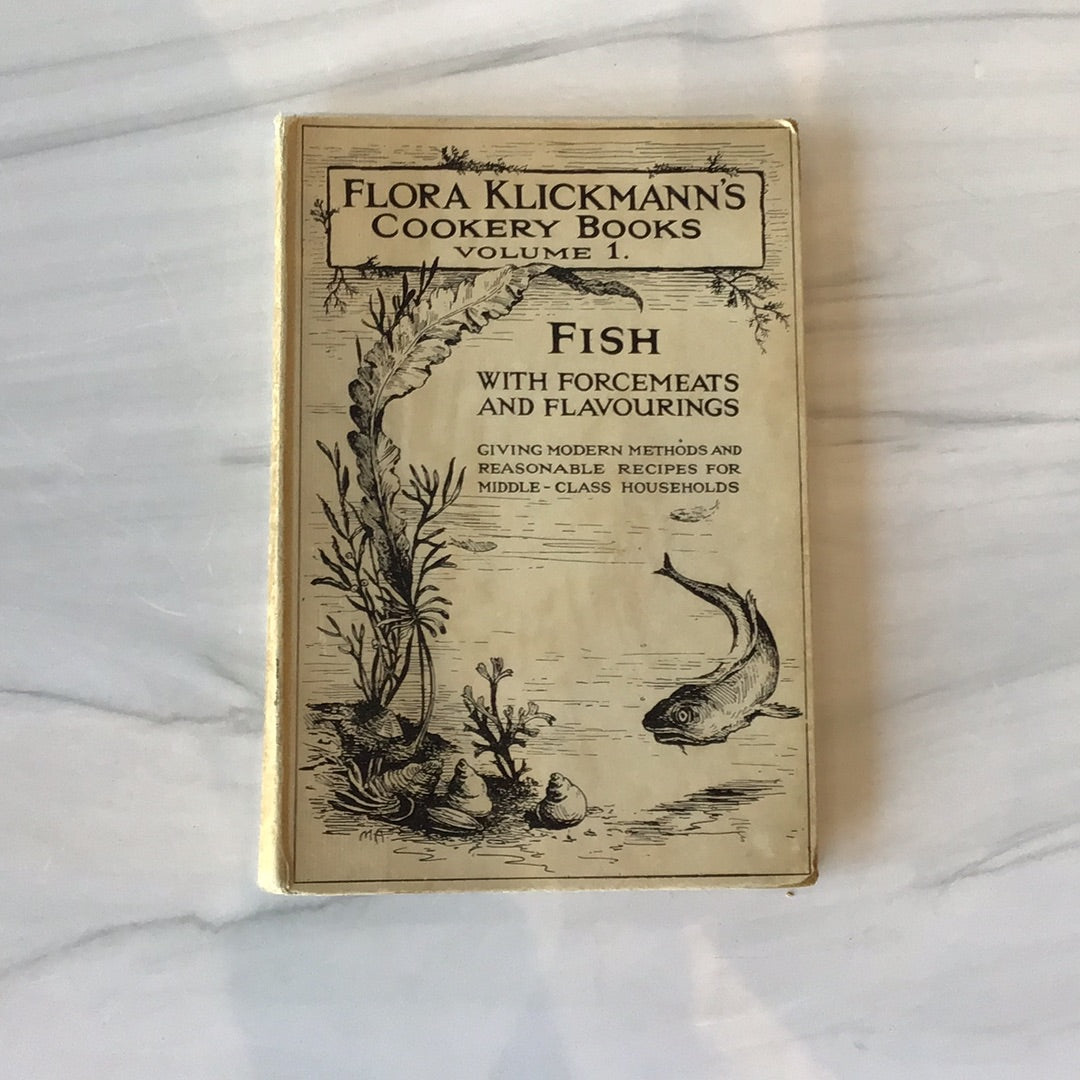 FLORA KLICKMANN'S
COOKERY BOOKS
VOLUME 1.
FISH
WITH FORCEMEATS
AND FLAVOURINGS
GIVING MODERN METHODS AND
REASONABLE RECIPES FOR
MIDDLE-CLASS HOUSEHOLDS
MA